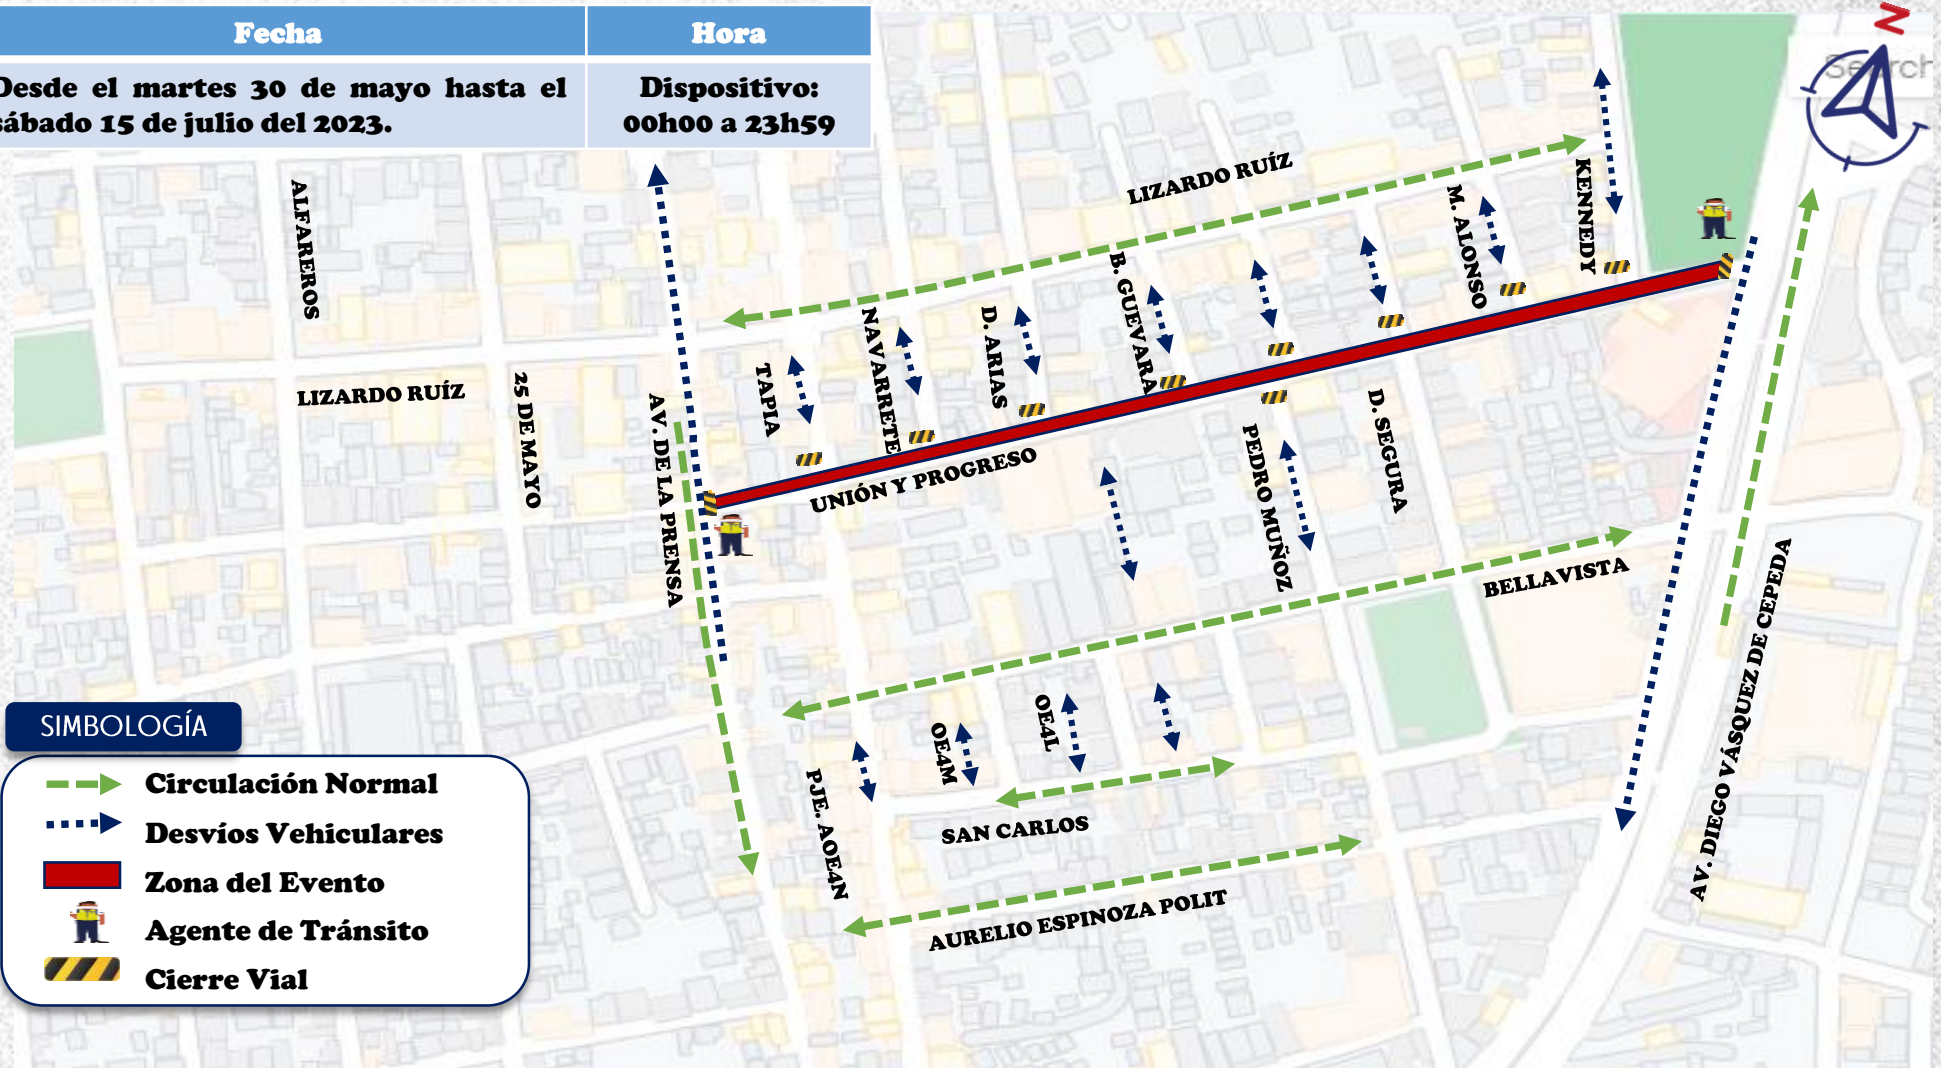 Fecha
Hora
Desde el martes 30 de mayo hasta el
sábado 15 de julio del 2023.
Dispositivo:
00h00 a 23h59
N
Search
ALFAREROS
LIZARDO RUÍZ
25 DE MAYO
AV. DE LA PRENSA
TAPIA
NAVARRETE
D. ARIAS
B. GUEVARA
LIZARDO RUÍZ
M. ALONSO
KENNEDY
UNIÓN Y PROGRESO
PEDRO MUÑOZ
D. SEGURA
BELLAVISTA
AV. DIEGO VÁSQUEZ DE CEPEDA
PJE. AOE4N
OE4M
OE4L
SAN CARLOS
AURELIO ESPINOZA POLIT
SIMBOLOGÍA
Circulación Normal
Desvíos Vehiculares
Zona del Evento
Agente de Tránsito
Cierre Vial